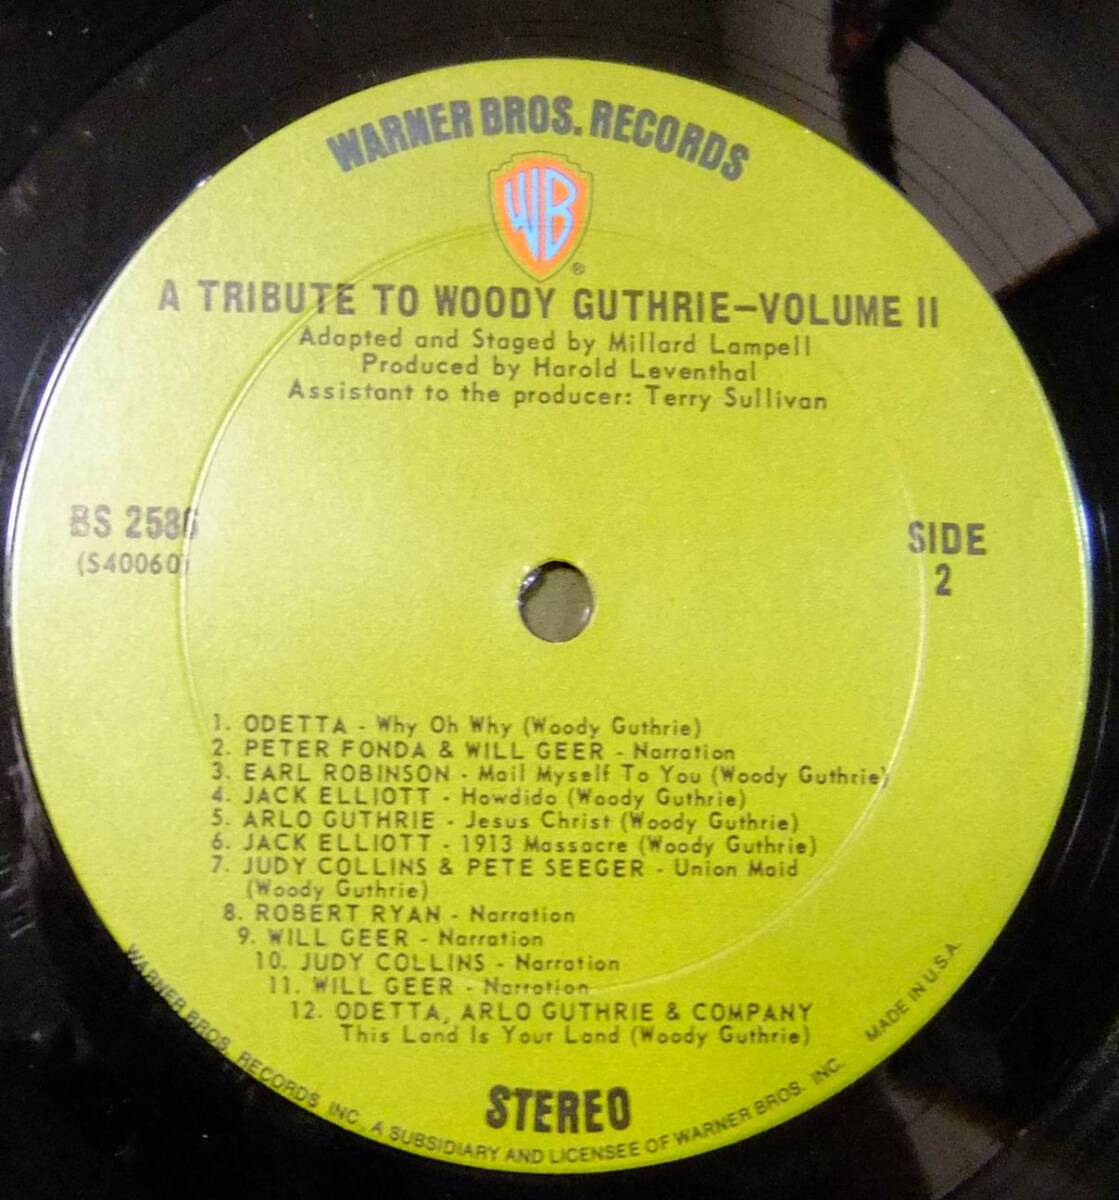 WARNER BROS. RECORDS
WB
®
A TRIBUTE TO WOODY GUTHRIE–VOLUME II
Adapted and Staged by Millard Lampell
Produced by Harold Leventhal
Assistant to the producer: Terry Sullivan
BS 2586
(S40060)
SIDE
2
1. ODETTA - Why Oh Why (Woody Guthrie)
2. PETER FONDA & WILL GEER - Narration
3. EARL ROBINSON - Mail Myself To You (Woody Guthrie)
4. JACK ELLIOTT - Howdido (Woody Guthrie)
5. ARLO GUTHRIE - Jesus Christ (Woody Guthrie)
6. JACK ELLIOTT - 1913 Massacre (Woody Guthrie)
7. JUDY COLLINS & PETE SEEGER - Union Maid
(Woody Guthrie)
8. ROBERT RYAN - Narration
9. WILL GEER - Narration
10. JUDY COLLINS - Narration
11. WILL GEER - Narration
12. ODETTA, ARLO GUTHRIE & COMPANY
This Land Is Your Land (Woody Guthrie)
STEREO
WARNER BROS. RECORDS INC., A SUBSIDIARY AND LICENSEE OF WARNER BROS. INC. MADE IN U.S.A.